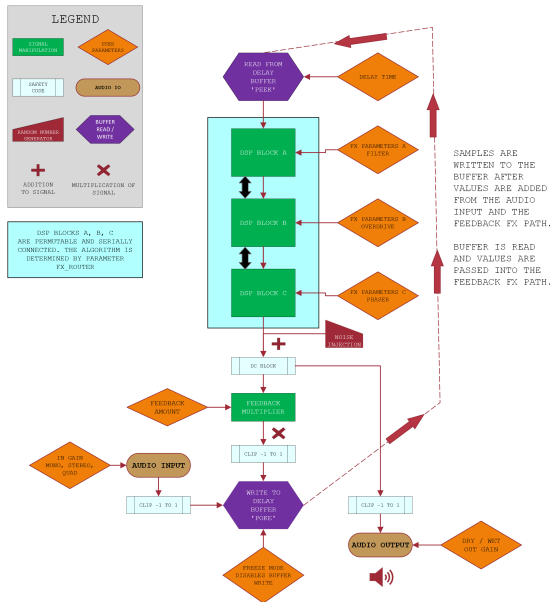 LEGEND
SIGNAL
MANIPULATION
USER
PARAMETERS
SAFETY
CODE
AUDIO IO
RANDOM NUMBER
GENERATOR
BUFFER
READ /
WRITE
ADDITION
TO SIGNAL
MULTIPLICATION OF
SIGNAL
DSP BLOCKS A, B, C
ARE PERMUTABLE AND SERIALLY
CONNECTED. THE ALGORITHM IS
DETERMINED BY PARAMETER
FX_ROUTER
READ FROM
DELAY
BUFFER
'PEEK'
DELAY TIME
DSP BLOCK A
FX PARAMETERS A
FILTER
DSP BLOCK B
FX PARAMETERS B
OVERDRIVE
DSP BLOCK C
FX PARAMETERS C
PHASER
SAMPLES ARE
WRITTEN TO THE
BUFFER AFTER
VALUES ARE ADDED
FROM THE AUDIO
INPUT AND THE
FEEDBACK FX PATH.
BUFFER IS READ
AND VALUES ARE
PASSED INTO THE
FEEDBACK FX PATH.
NOISE
INJECTION
DC BLOCK
FEEDBACK
AMOUNT
FEEDBACK
MULTIPLIER
CLIP -1 TO 1
IN GAIN
MONO, STEREO,
QUAD
AUDIO INPUT
CLIP -1 TO 1
WRITE TO
DELAY
BUFFER
'POKE'
CLIP -1 TO 1
AUDIO OUTPUT
DRY / WET
OUT GAIN
FREEZE MODE
DISABLES BUFFER
WRITE